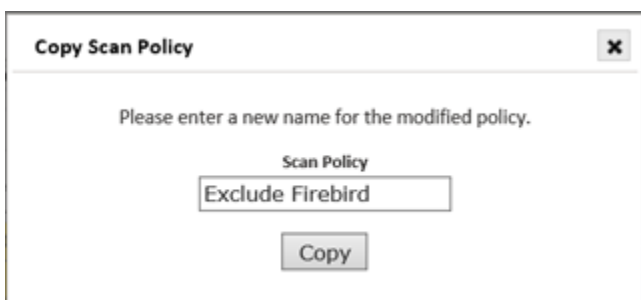 Copy Scan Policy
Please enter a new name for the modified policy.
Scan Policy
Exclude Firebird
Copy